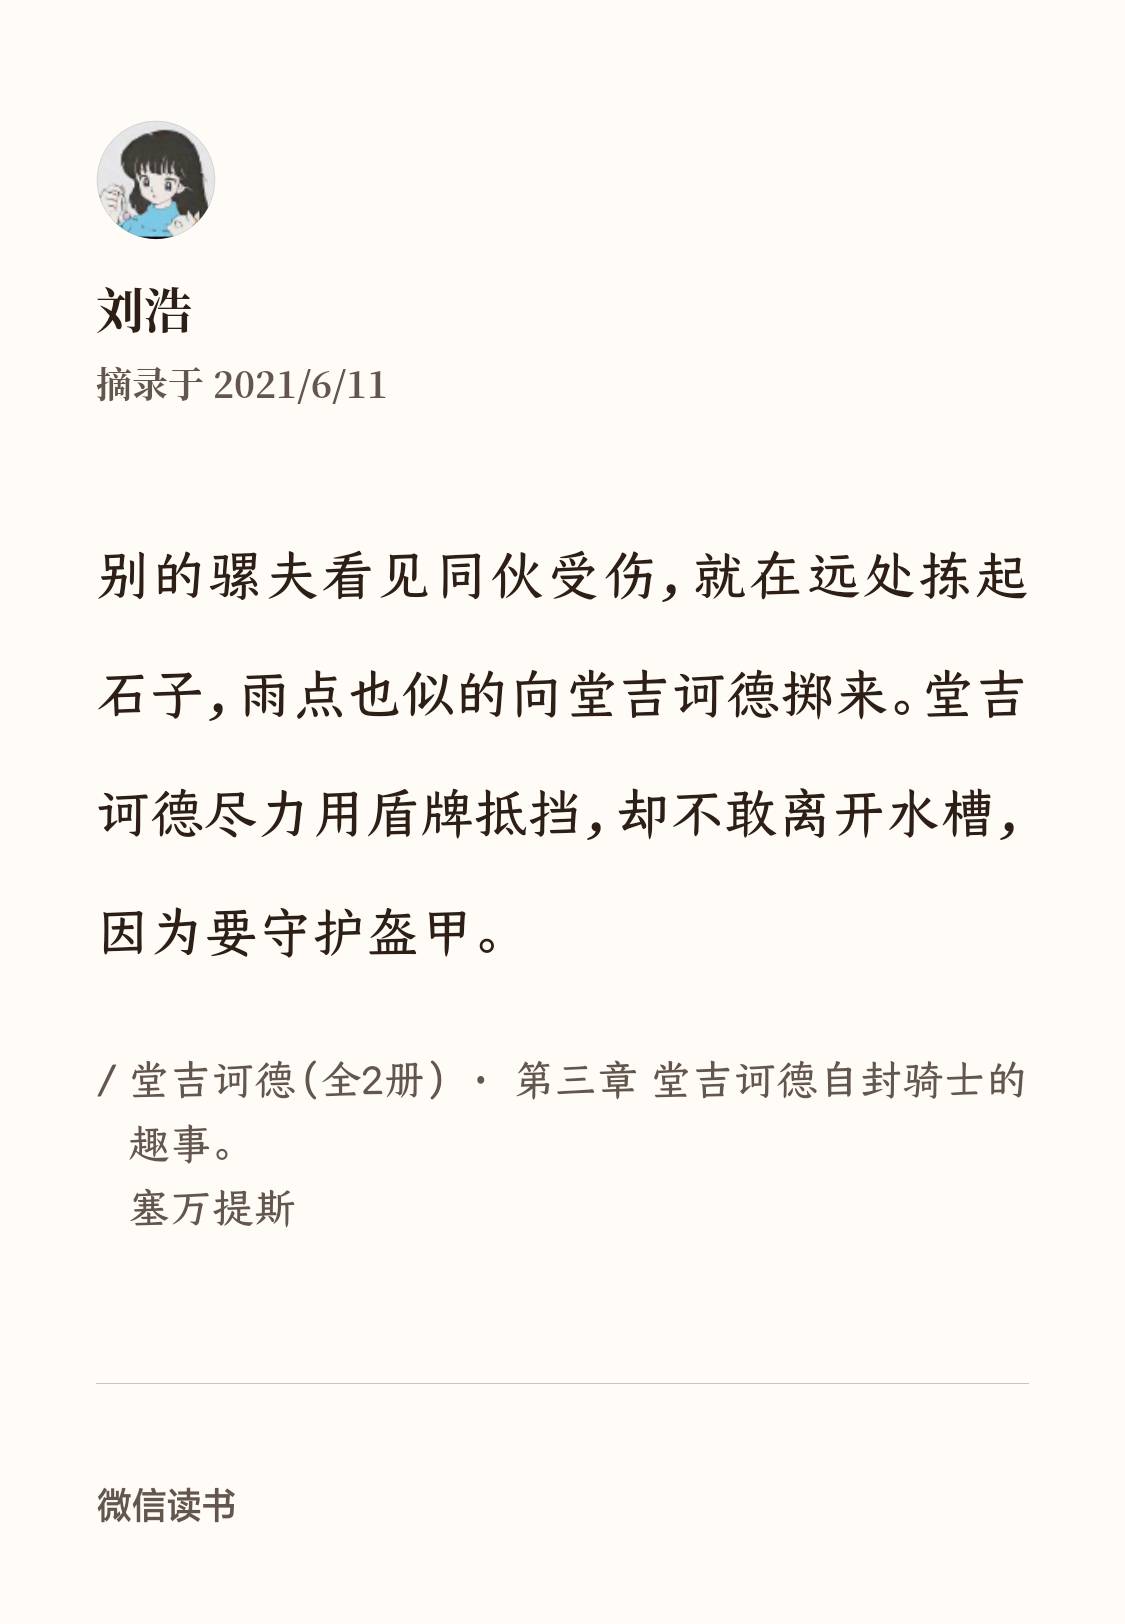 刘浩
摘录于 2021/6/11
别的骡夫看见同伙受伤，就在远处拣起
石子，雨点也似的向堂吉诃德掷来。堂吉
诃德尽力用盾牌抵挡，却不敢离开水槽，
因为要守护盔甲。
/ 堂吉诃德（全2册） · 第三章 堂吉诃德自封骑士的
趣事。
塞万提斯
微信读书